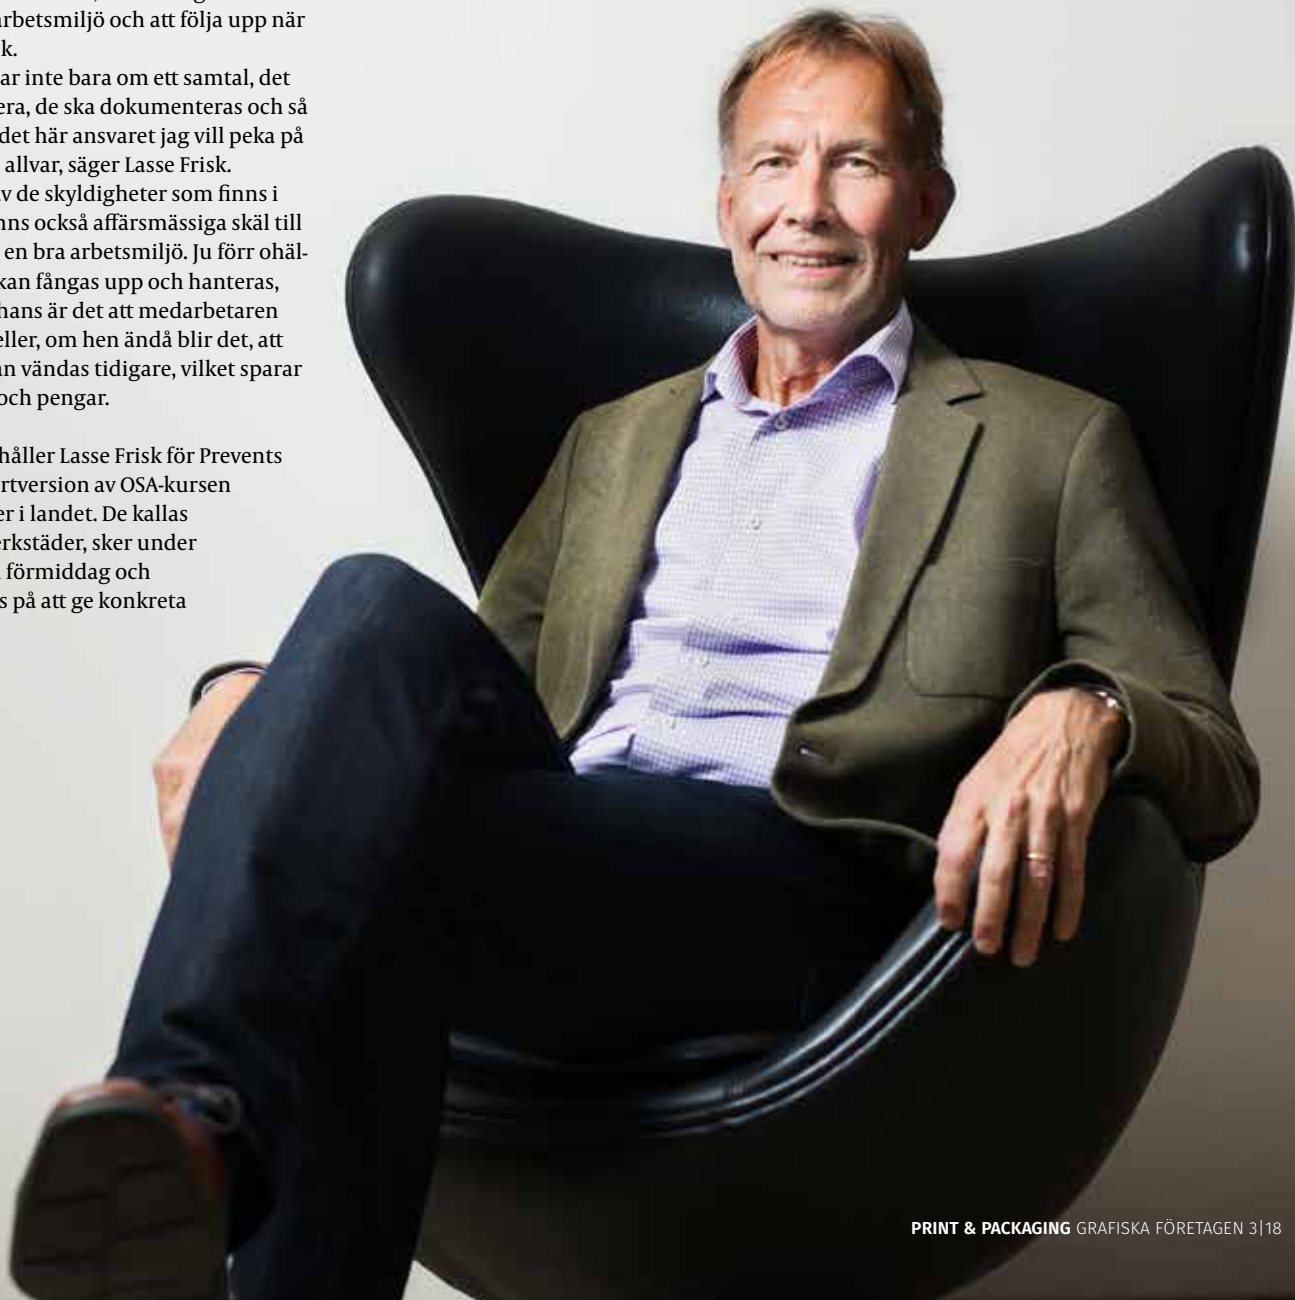 rbetsmiljö och att följa upp när
k.
ar inte bara om ett samtal, det
era, de ska dokumenteras och så
det här ansvaret jag vill peka på
allvar, säger Lasse Frisk.
v de skyldigheter som finns i
nns också affärsmässiga skäl till
en bra arbetsmiljö. Ju förr ohäl-
kan fångas upp och hanteras,
hans är det att medarbetaren
eller, om hen ändå blir det, att
an vändas tidigare, vilket sparar
och pengar.
håller Lasse Frisk för Prevents
rtversion av OSA-kursen
er i landet. De kallas
erkstäder, sker under
förmiddag och
s på att ge konkreta
PRINT & PACKAGING GRAFISKA FÖRETAGEN 3|18